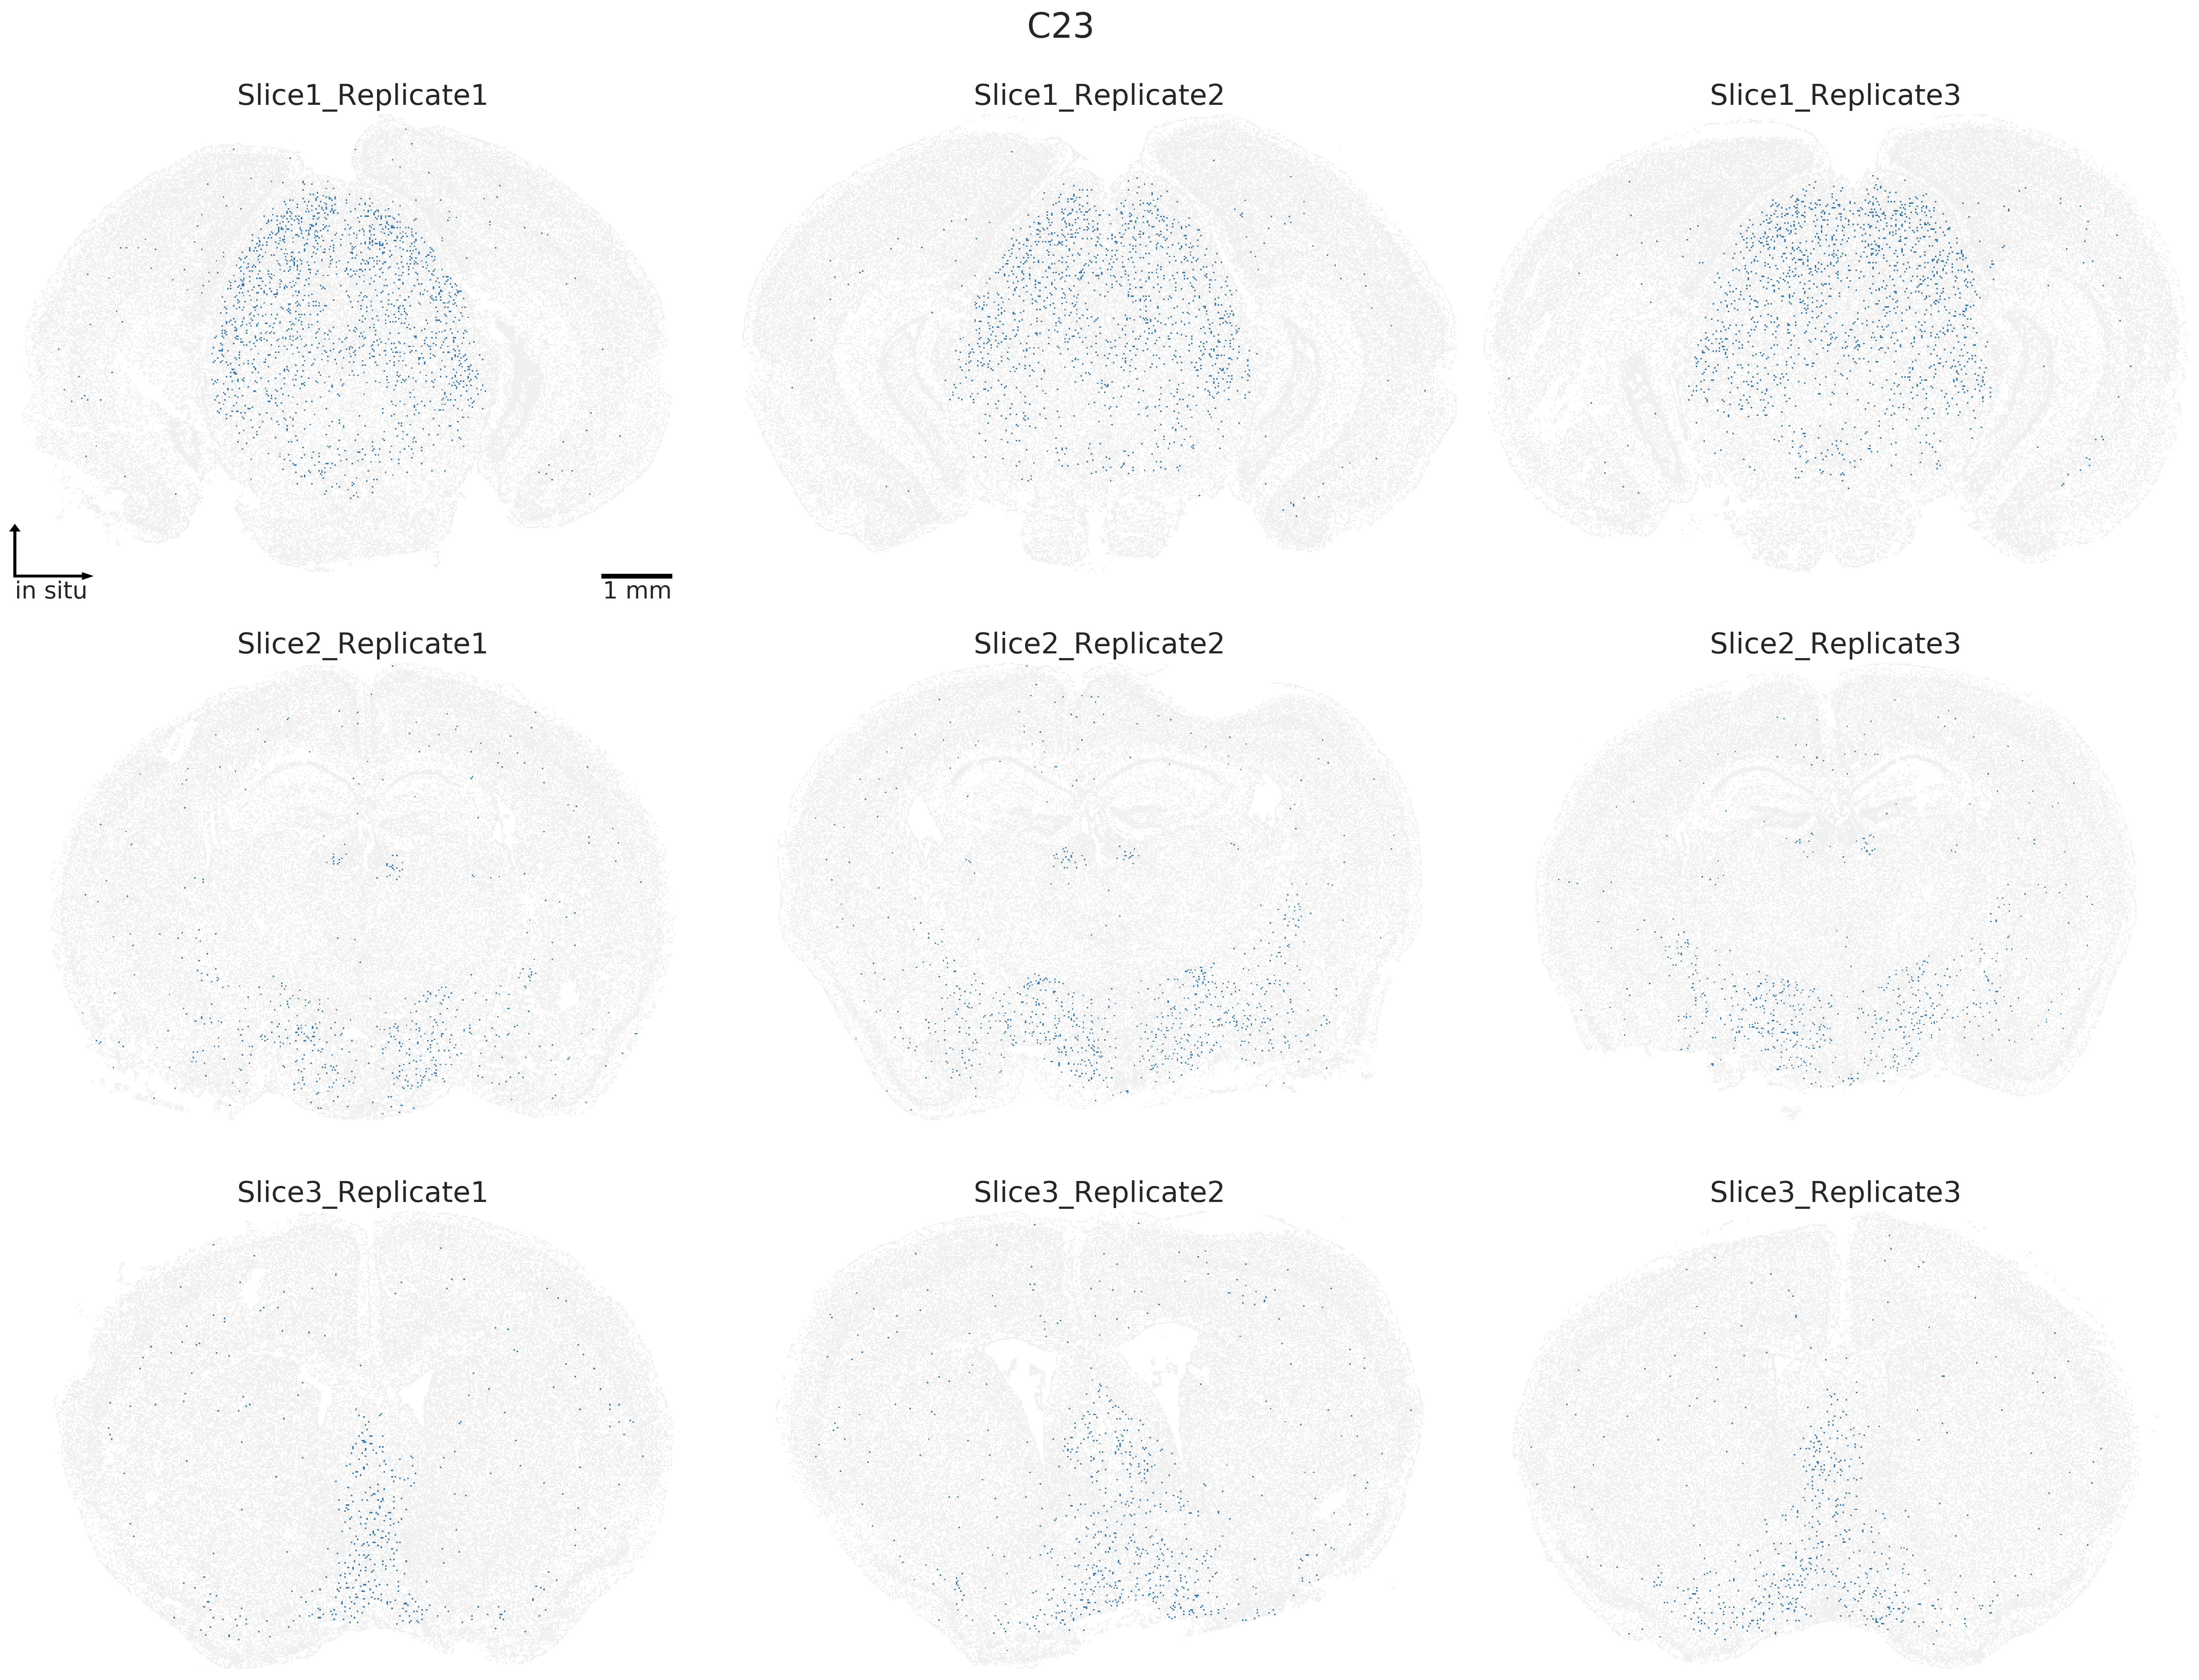 C23
Slice1_Replicate1
Slice1_Replicate2
Slice1_Replicate3
in situ
1 mm
Slice2_Replicate1
Slice2_Replicate2
Slice2_Replicate3
Slice3_Replicate1
Slice3_Replicate2
Slice3_Replicate3